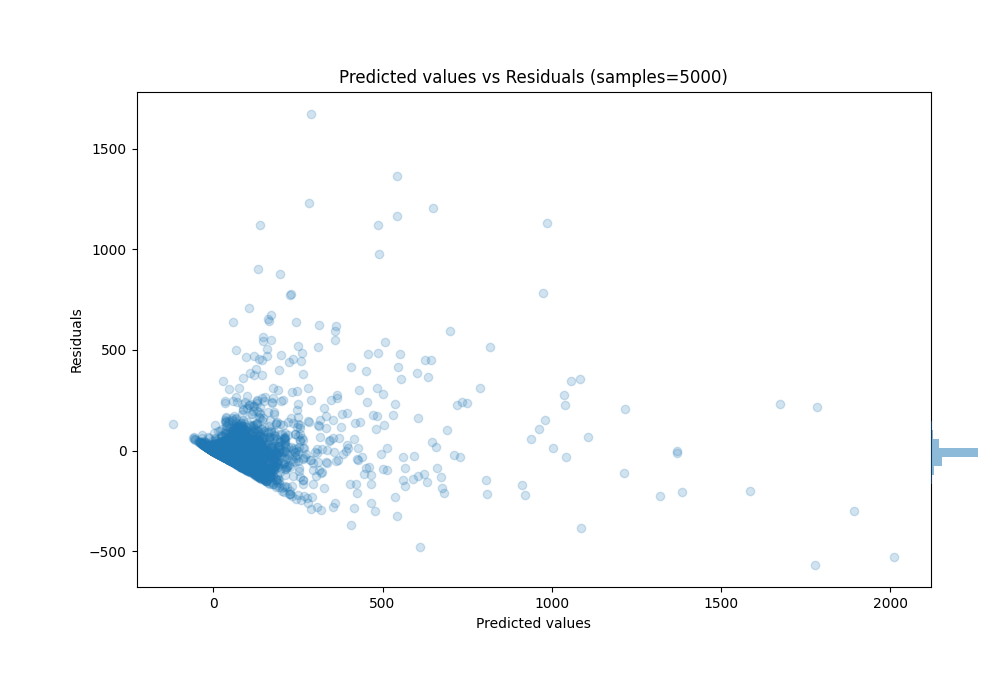 Predicted values vs Residuals (samples=5000)
1500
1000
500
0
−500
Residuals
0 500 1000 1500 2000
Predicted values